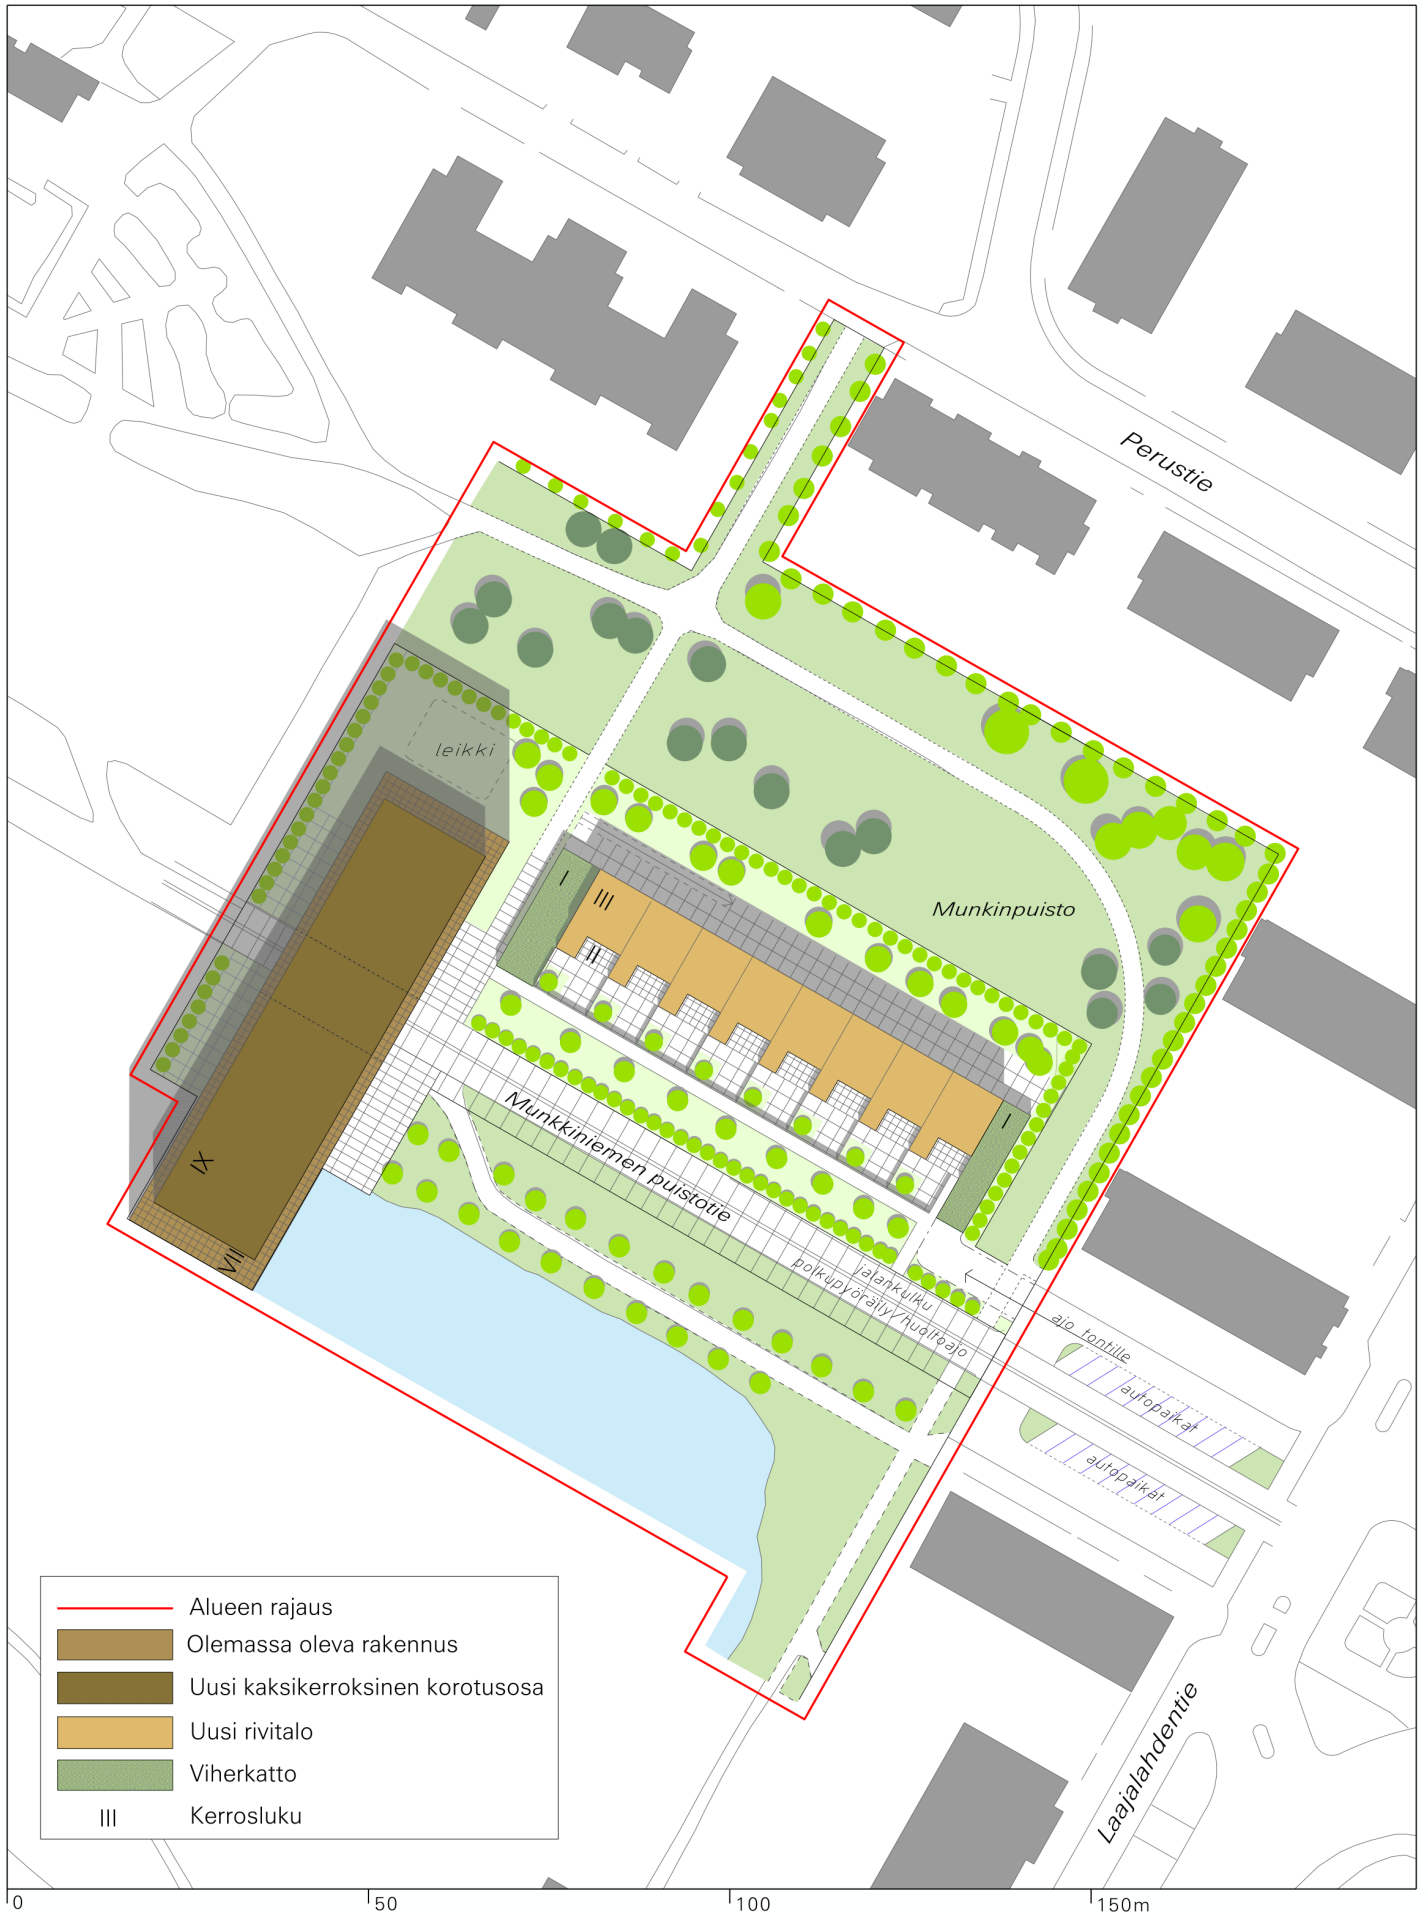 Perustie
leikki
I
III
II
Munkinpuisto
I
Munkkiniemen puistotie
IX
VII
jalankulku
polkupyöräily/huoltoajo
ajo tontille
autopaikat
autopaikat
Laajalahdentie
Alueen rajaus
Olemassa oleva rakennus
Uusi kaksikerroksinen korotusosa
Uusi rivitalo
Viherkatto
III Kerrosluku
0 50 100 150m